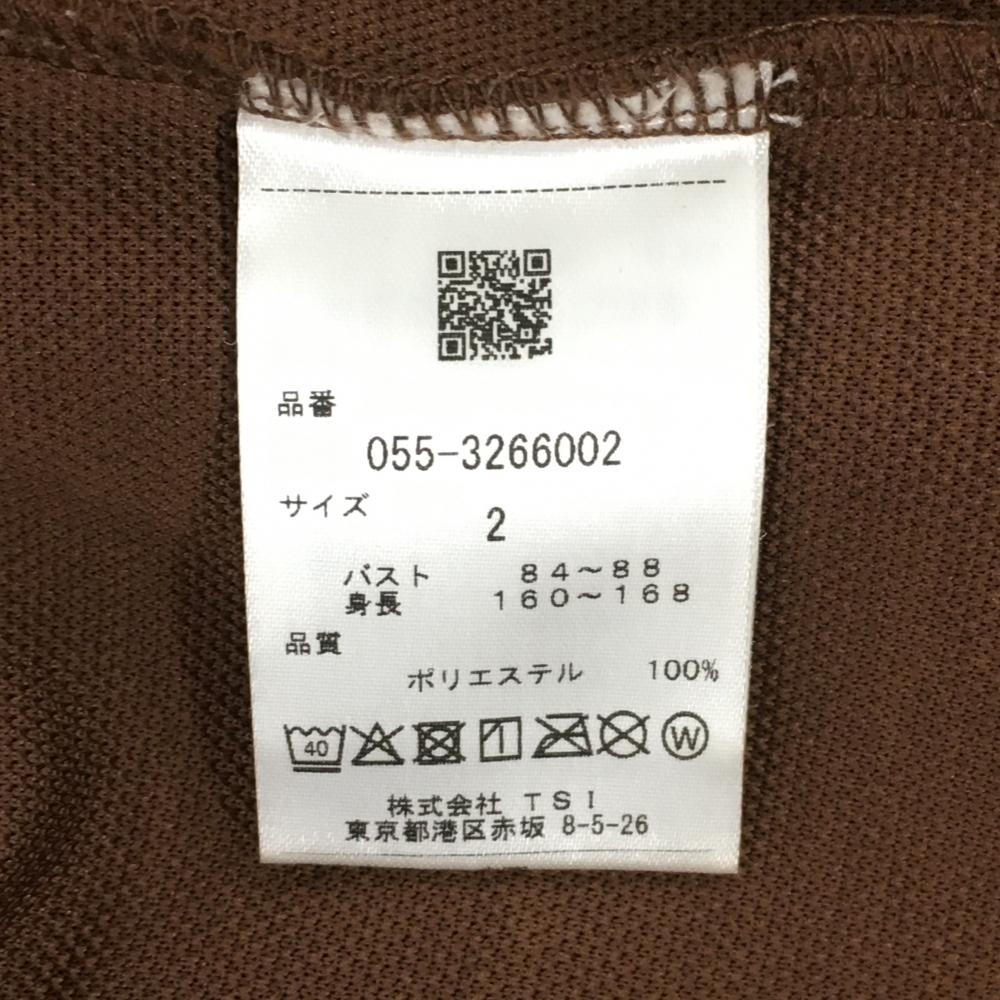 品番
055-3266002
サイズ
2
バスト 84～88
身長 160～168
品質
ポリエステル 100%
40 W
株式会社 TSI
東京都港区赤坂 8-5-26